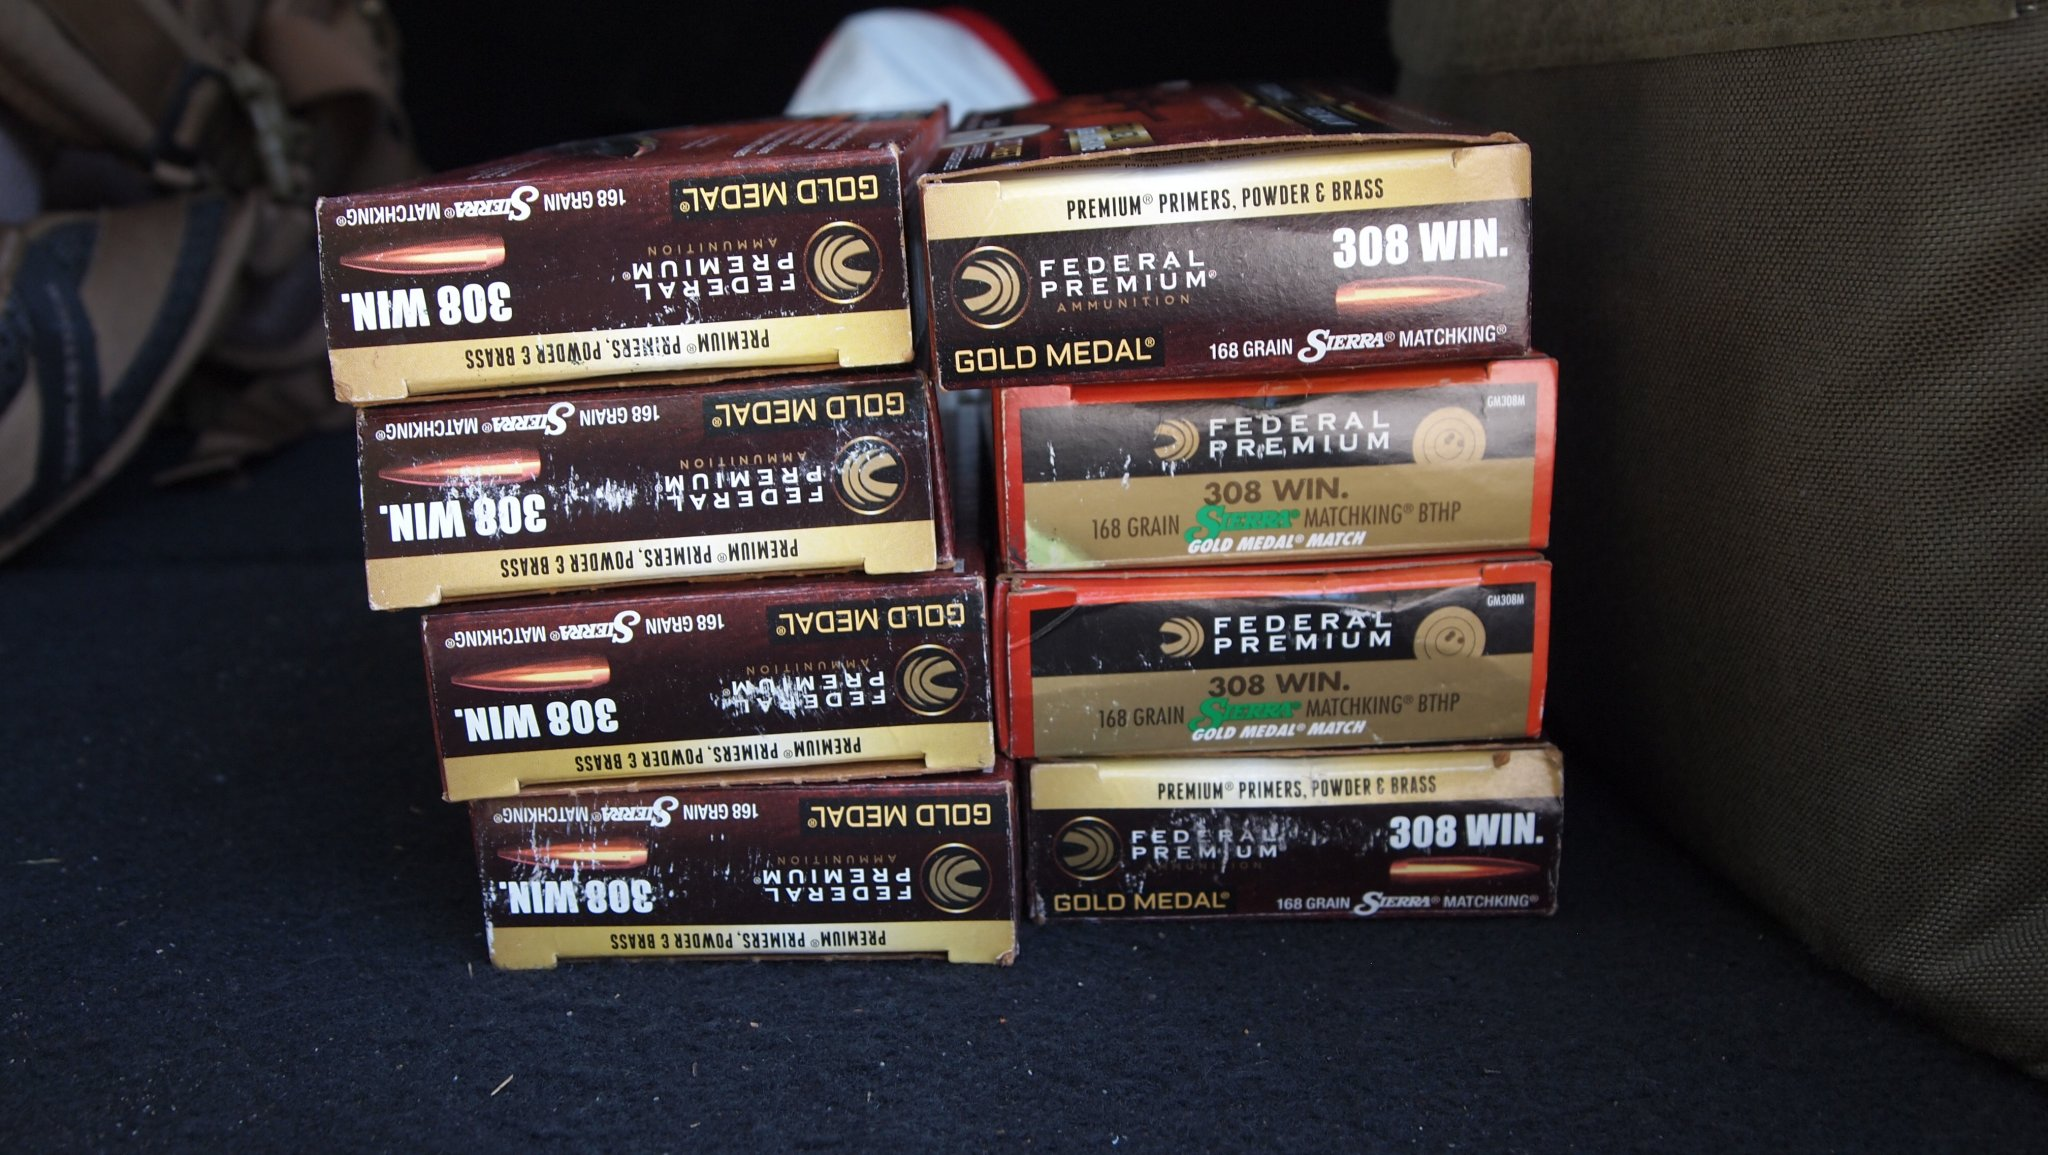 168 GRAIN SIERRA® MATCHKING®
GOLD MEDAL®
308 WIN.
FEDERAL
PREMIUM®
AMMUNITION
PREMIUM® PRIMERS, POWDER & BRASS
168 GRAIN SIERRA® MATCHKING®
GOLD MEDAL®
308 WIN.
FEDERAL
PREMIUM®
AMMUNITION
PREMIUM® PRIMERS, POWDER & BRASS
168 GRAIN SIERRA® MATCHKING®
GOLD MEDAL®
308 WIN.
FEDERAL
PREMIUM®
AMMUNITION
PREMIUM® PRIMERS, POWDER & BRASS
168 GRAIN SIERRA® MATCHKING®
GOLD MEDAL®
308 WIN.
FEDERAL
PREMIUM®
AMMUNITION
PREMIUM® PRIMERS, POWDER & BRASS
PREMIUM® PRIMERS, POWDER & BRASS
308 WIN.
FEDERAL
PREMIUM®
AMMUNITION
GOLD MEDAL®
168 GRAIN SIERRA® MATCHKING®
GM308M
FEDERAL
PREMIUM
308 WIN.
168 GRAIN SIERRA® MATCHKING® BTHP
GOLD MEDAL® MATCH
GM308M
FEDERAL
PREMIUM
308 WIN.
168 GRAIN SIERRA® MATCHKING® BTHP
GOLD MEDAL® MATCH
PREMIUM® PRIMERS, POWDER & BRASS
308 WIN.
FEDERAL
PREMIUM
AMMUNITION
GOLD MEDAL®
168 GRAIN SIERRA® MATCHKING®